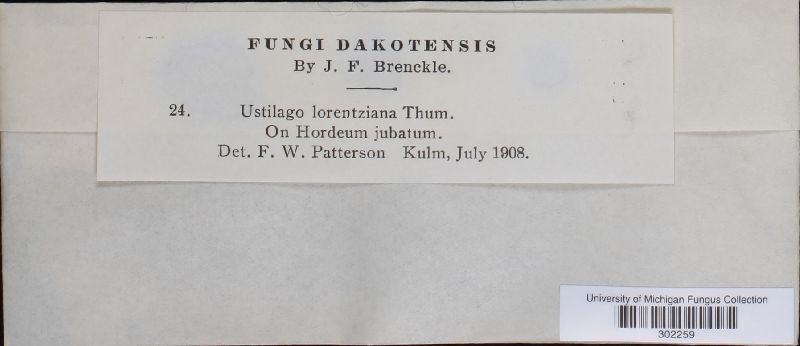 FUNGI DAKOTENSIS
By J. F. Brenckle.
24. Ustilago lorentziana Thum.
On Hordeum jubatum.
Det. F. W. Patterson Kulm, July 1908.
University of Michigan Fungus Collection
302259